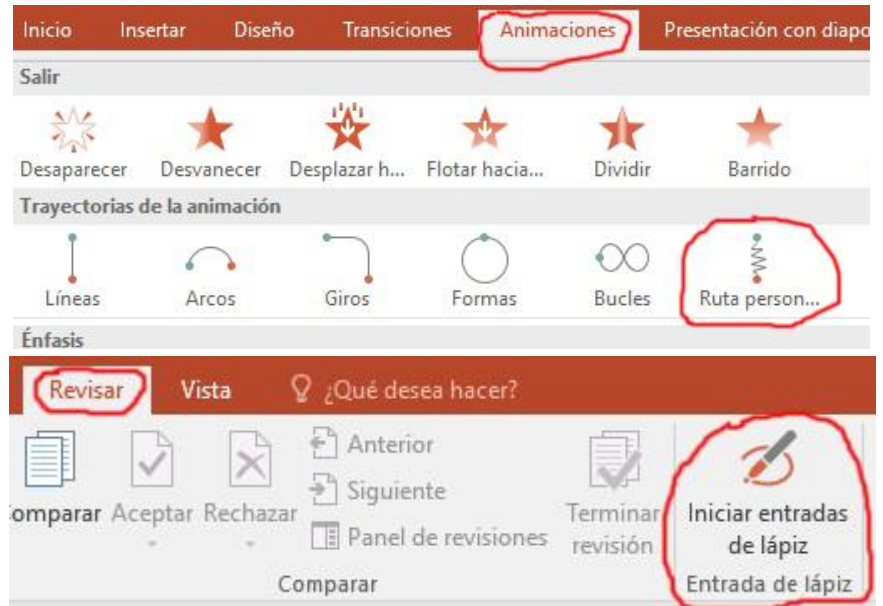 Inicio Insertar Diseño Transiciones Animaciones Presentación con diapo
Salir
Desaparecer Desvanecer Desplazar h... Flotar hacia... Dividir Barrido
Trayectorias de la animación
Líneas Arcos Giros Formas Bucles Ruta person...
Énfasis
Revisar Vista ¿Qué desea hacer?
Anterior
Siguiente
omparar Aceptar Rechazar Panel de revisiones Terminar revisión Iniciar entradas de lápiz
Comparar Entrada de lápiz